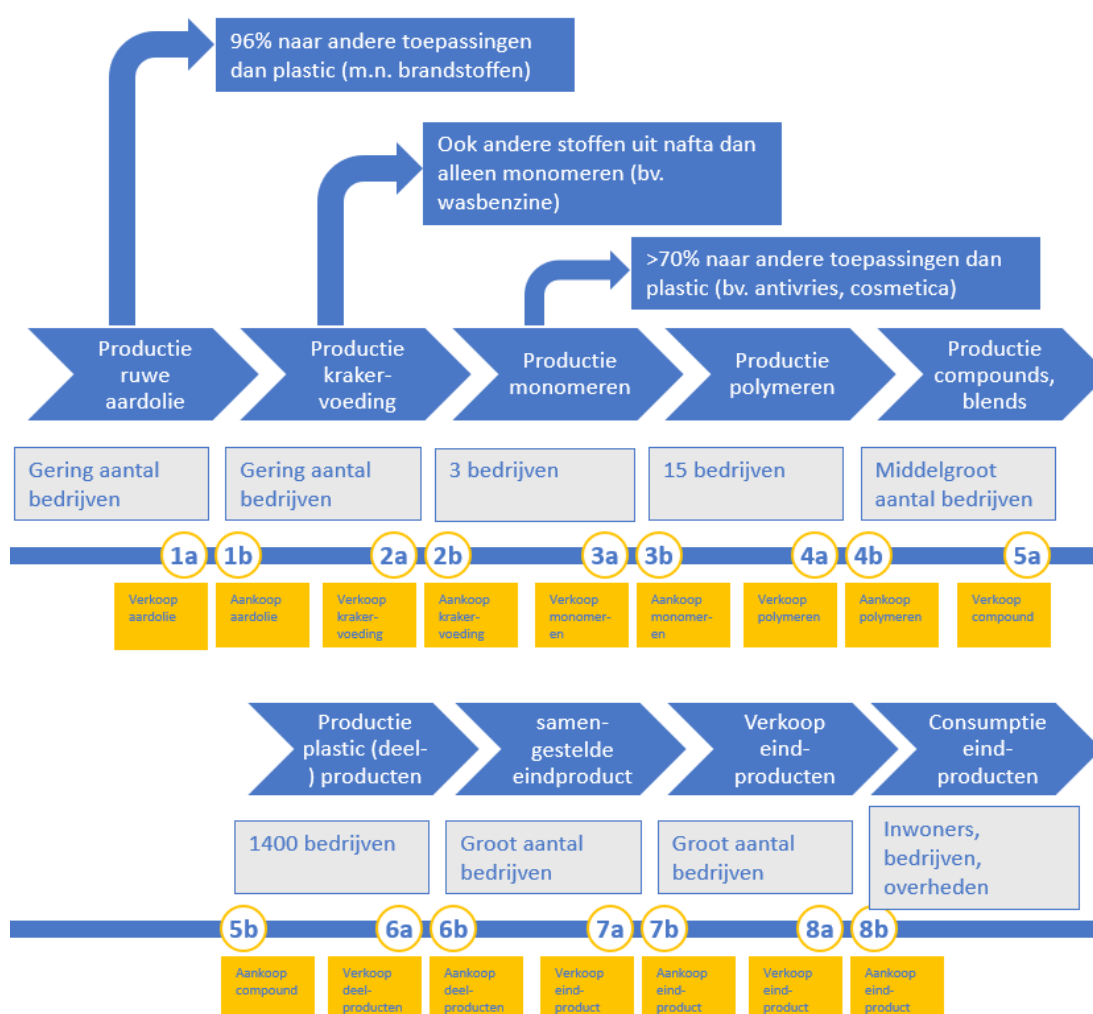 96% naar andere toepassingen
dan plastic (m.n. brandstoffen)
Ook andere stoffen uit nafta dan
alleen monomeren (bv.
wasbenzine)
>70% naar andere toepassingen dan
plastic (bv. antivries, cosmetica)
Productie
ruwe
aardolie
Productie
kraker-
voeding
Productie
monomeren
Productie
polymeren
Productie
compounds,
blends
Gering aantal
bedrijven
Gering aantal
bedrijven
3 bedrijven
15 bedrijven
Middelgroot
aantal bedrijven
1a
1b
2a
2b
3a
3b
4a
4b
5a
Verkoop
aardolie
Aankoop
aardolie
Verkoop
kraker-
voeding
Aankoop
kraker-
voeding
Verkoop
monomer-
en
Aankoop
monomer-
en
Verkoop
polymeren
Aankoop
polymeren
Verkoop
compound
Productie
plastic (deel-
) producten
samen-
gestelde
eindproduct
Verkoop
eind-
producten
Consumptie
eind-
producten
1400 bedrijven
Groot aantal
bedrijven
Groot aantal
bedrijven
Inwoners,
bedrijven,
overheden
5b
6a
6b
7a
7b
8a
8b
Aankoop
compound
Verkoop
deel-
producten
Aankoop
deel-
producten
Verkoop
eind-
product
Aankoop
eind-
product
Verkoop
eind-
product
Aankoop
eind-
product